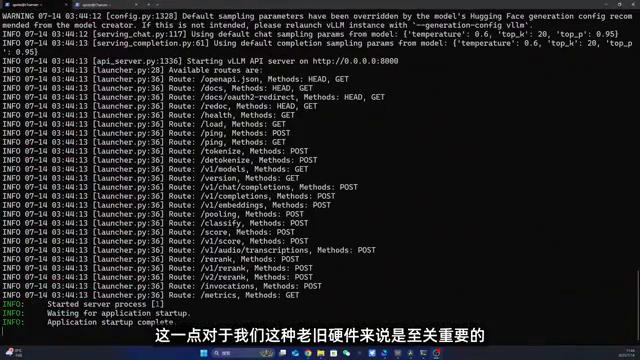 WARNING 07-14 03:44:12 [config.py:1328] Default sampling parameters have been overridden by the model's Hugging Face generation config recom
mended from the model creator. If this is not intended, please relaunch vLLM instance with `--generation-config vllm`.
INFO 07-14 03:44:12 [serving_chat.py:117] Using default chat sampling params from model: {'temperature': 0.6, 'top_k': 20, 'top_p': 0.95}
INFO 07-14 03:44:13 [serving_completion.py:61] Using default completion sampling params from model: {'temperature': 0.6, 'top_k': 20, 'top_p
': 0.95}
INFO 07-14 03:44:13 [api_server.py:1336] Starting vLLM API server on http://0.0.0.0:8000
INFO 07-14 03:44:13 [launcher.py:28] Available routes are:
INFO 07-14 03:44:13 [launcher.py:36] Route: /openapi.json, Methods: HEAD, GET
INFO 07-14 03:44:13 [launcher.py:36] Route: /docs, Methods: HEAD, GET
INFO 07-14 03:44:13 [launcher.py:36] Route: /docs/oauth2-redirect, Methods: HEAD, GET
INFO 07-14 03:44:13 [launcher.py:36] Route: /redoc, Methods: HEAD, GET
INFO 07-14 03:44:13 [launcher.py:36] Route: /health, Methods: GET
INFO 07-14 03:44:13 [launcher.py:36] Route: /load, Methods: GET
INFO 07-14 03:44:13 [launcher.py:36] Route: /ping, Methods: POST
INFO 07-14 03:44:13 [launcher.py:36] Route: /ping, Methods: GET
INFO 07-14 03:44:13 [launcher.py:36] Route: /tokenize, Methods: POST
INFO 07-14 03:44:13 [launcher.py:36] Route: /detokenize, Methods: POST
INFO 07-14 03:44:13 [launcher.py:36] Route: /v1/models, Methods: GET
INFO 07-14 03:44:13 [launcher.py:36] Route: /version, Methods: GET
INFO 07-14 03:44:13 [launcher.py:36] Route: /v1/chat/completions, Methods: POST
INFO 07-14 03:44:13 [launcher.py:36] Route: /v1/completions, Methods: POST
INFO 07-14 03:44:13 [launcher.py:36] Route: /v1/embeddings, Methods: POST
INFO 07-14 03:44:13 [launcher.py:36] Route: /pooling, Methods: POST
INFO 07-14 03:44:13 [launcher.py:36] Route: /classify, Methods: POST
INFO 07-14 03:44:13 [launcher.py:36] Route: /score, Methods: POST
INFO 07-14 03:44:13 [launcher.py:36] Route: /v1/score, Methods: POST
INFO 07-14 03:44:13 [launcher.py:36] Route: /v1/audio/transcriptions, Methods: POST
INFO 07-14 03:44:13 [launcher.py:36] Route: /rerank, Methods: POST
INFO 07-14 03:44:13 [launcher.py:36] Route: /v1/rerank, Methods: POST
INFO 07-14 03:44:13 [launcher.py:36] Route: /v2/rerank, Methods: POST
INFO 07-14 03:44:13 [launcher.py:36] Route: /invocations, Methods: POST
INFO 07-14 03:44:13 [launcher.py:36] Route: /metrics, Methods: GET
INFO: Started server process [1]
INFO: Waiting for application startup.
INFO: Application startup complete.
这一点对于我们这种老旧硬件来说是至关重要的
搜索